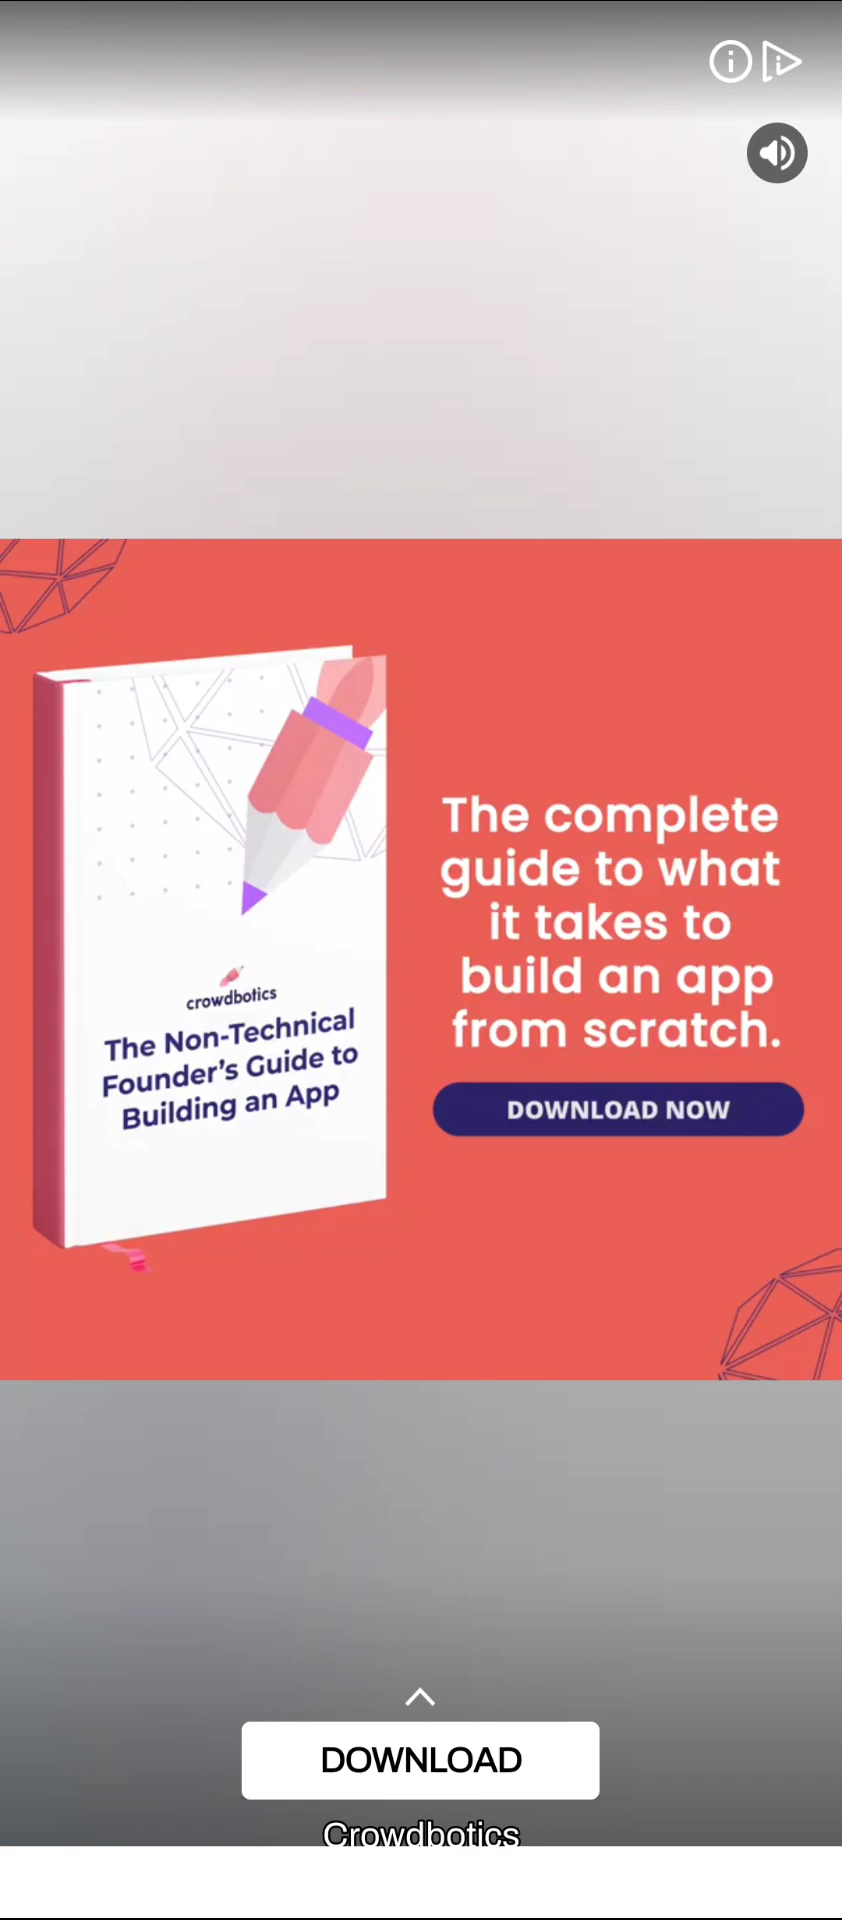 crowdbotics
The Non-Technical
Founder's Guide to
Building an App
The complete
guide to what
it takes to
build an app
from scratch.
DOWNLOAD NOW
DOWNLOAD
Crowdbotics